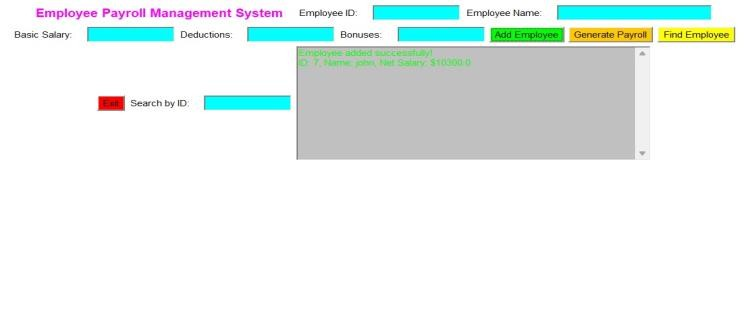 Employee Payroll Management System Employee ID: Employee Name:
Basic Salary: Deductions: Bonuses: Add Employee Generate Payroll Find Employee
Employee added successfully!
ID: 7, Name: john, Net Salary: $10300.0
Exit Search by ID: